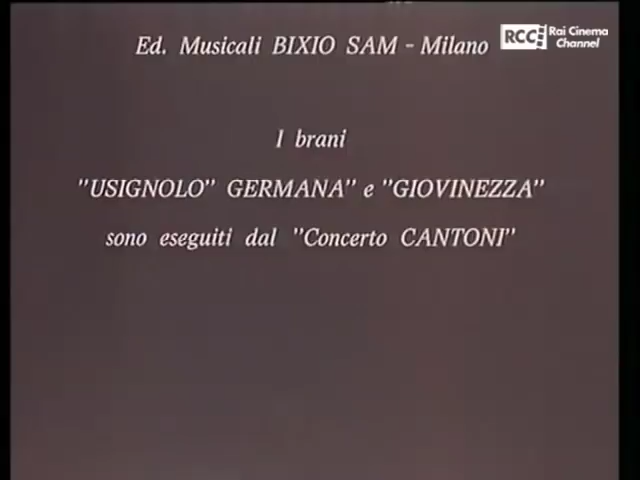 Ed. Musicali BIXIO SAM - Milano
RCC Rai Cinema
Channel
I brani
"USIGNOLO" GERMANA" e "GIOVINEZZA"
sono eseguiti dal "Concerto CANTONI"